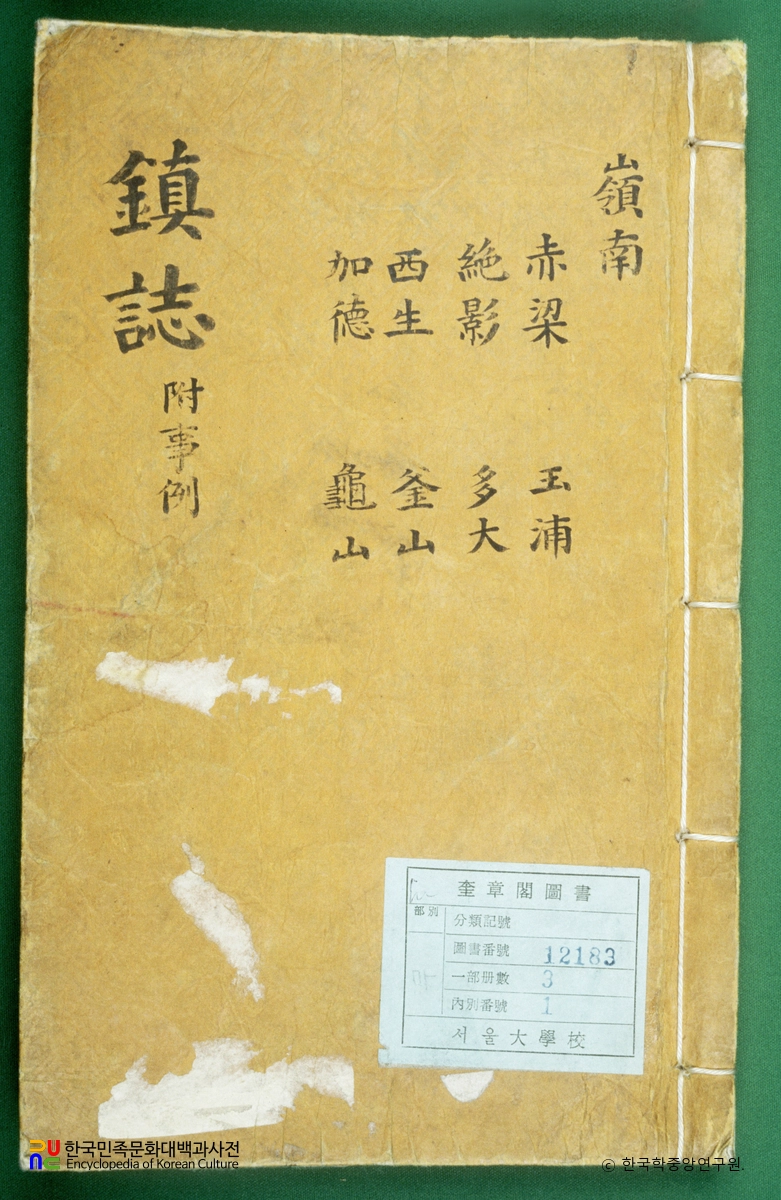 嶺南
赤梁 玉浦
絶影 多大
西生 釜山
加德 龜山
鎮誌 附事例
奎章閣圖書
部別
分類記號
圖書番號 12183
一部册數 3
內別番號 1
서울大學校
한국민족문화대백과사전
Encyclopedia of Korean Culture
© 한국학중앙연구원.